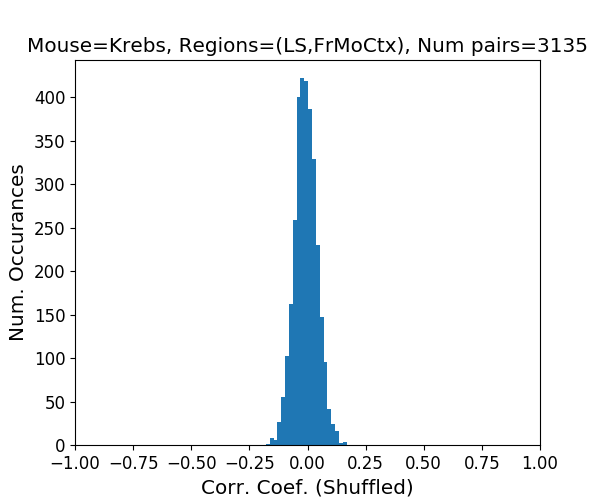 Mouse=Krebs, Regions=(LS,FrMoCtx), Num pairs=3135
400
350
300
250
200
150
100
50
0
Num. Occurances
−1.00 −0.75 −0.50 −0.25 0.00 0.25 0.50 0.75 1.00
Corr. Coef. (Shuffled)